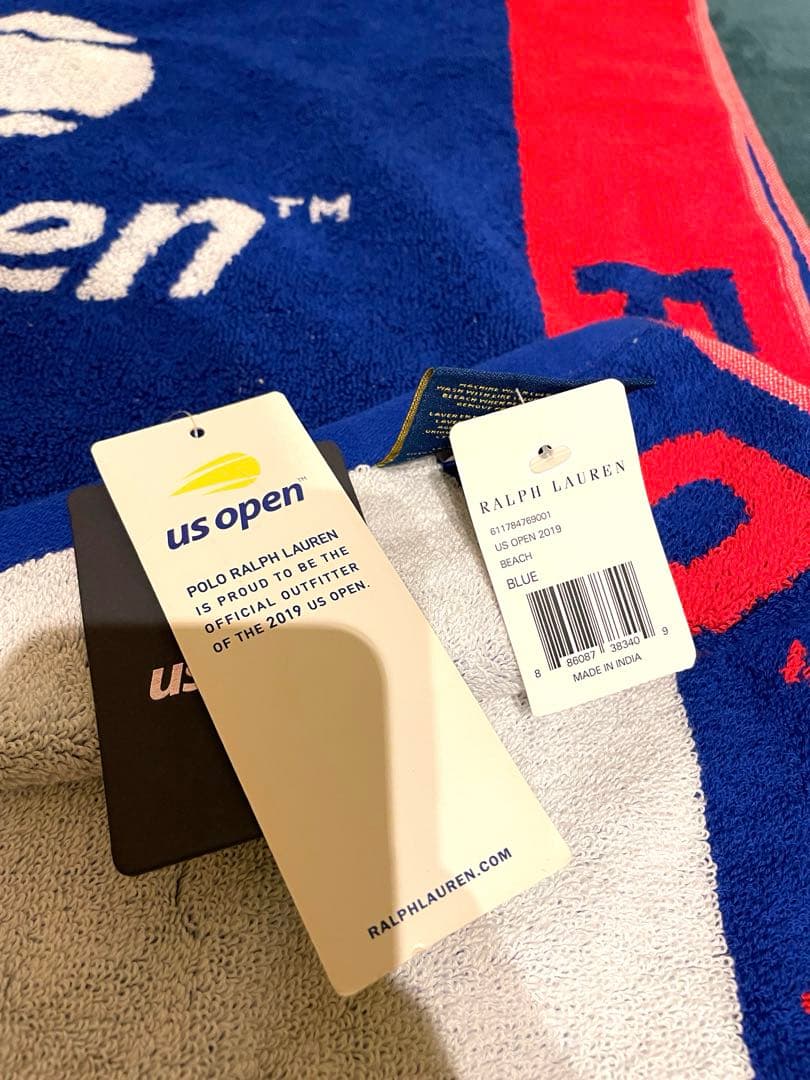 en™
us open™
POLO RALPH LAUREN
IS PROUD TO BE THE
OFFICIAL OUTFITTER
OF THE 2019 US OPEN.
RALPHLAUREN.COM
us
RALPH LAUREN
611784769001
US OPEN 2019
BEACH
BLUE
8 86087 38340 9
MADE IN INDIA